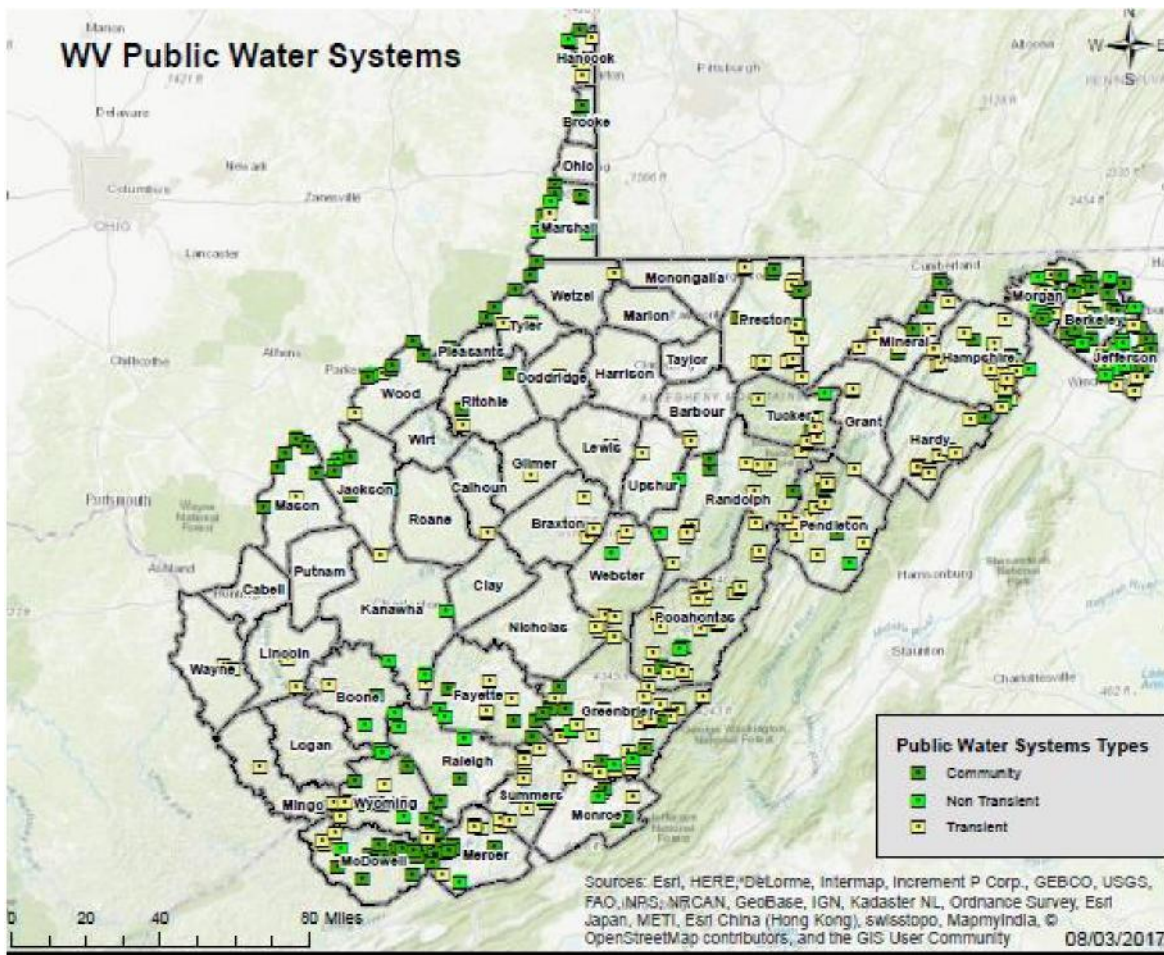 WV Public Water Systems
N
W
E
S
Marion
Delaware
Newark
Columbus
OHIO
Zanesville
Lancaster
Chillicothe
Athens
Portsmouth
Ashland
Pittsburgh
Altoona
Cumberland
Harrisonburg
Staunton
Charlottesville
Wayne
National
Forest
Hancock
Brooke
Ohio
Marshall
Wetzel
Monongalia
Marion
Preston
Tyler
Pleasants
Doddridge
Harrison
Taylor
Wood
Ritchie
Barbour
Tucker
Mineral
Hampshire
Morgan
Berkeley
Jefferson
Grant
Hardy
Wirt
Lewis
Gilmer
Calhoun
Upshur
Randolph
Pendleton
Jackson
Mason
Roane
Braxton
Webster
Putnam
Cabell
Clay
Kanawha
Nicholas
Pocahontas
Wayne
Lincoln
Boone
Fayette
Greenbrier
Logan
Raleigh
Mingo
Wyoming
Summers
Monroe
McDowell
Mercer
Public Water Systems Types
Community
Non Transient
Transient
Sources: Esri, HERE, DeLorme, Intermap, Increment P Corp., GEBCO, USGS,
FAO, NPS, NRCAN, GeoBase, IGN, Kadaster NL, Ordnance Survey, Esri
Japan, METI, Esri China (Hong Kong), swisstopo, MapmyIndia, ©
OpenStreetMap contributors, and the GIS User Community
08/03/2017
0 20 40 80 Miles